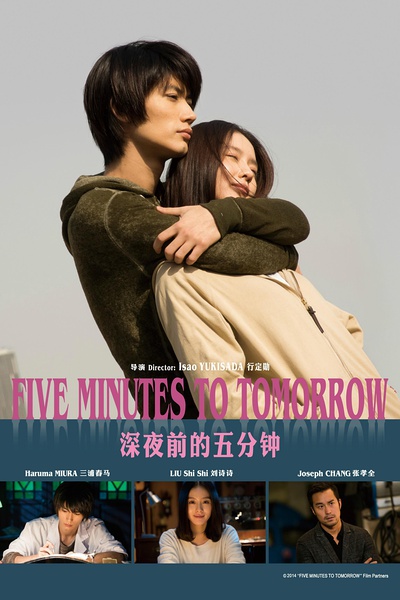 导演 Director: Isao YUKISADA 行定勋
FIVE MINUTES TO TOMORROW
深夜前的五分钟
Haruma MIURA 三浦春马 LIU Shi Shi 刘诗诗 Joseph CHANG 张孝全
© 2014 "FIVE MINUTES TO TOMORROW" Film Partners